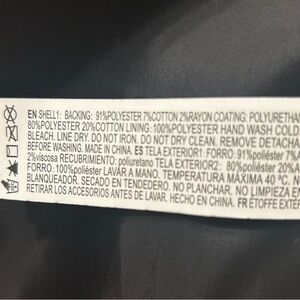 EN SHELL1: BACKING: 91%POLYESTER 7%COTTON 2%RAYON COATING: POLYURETHA
80%POLYESTER 20%COTTON LINING: 100%POLYESTER HAND WASH COLD
BLEACH. LINE DRY. DO NOT IRON. DO NOT DRY CLEAN. REMOVE DETACHA
BEFORE WASHING. MADE IN CHINA. ES TELA EXTERIOR1: FORRO: 91%poliéster 7%
2%viscosa RECUBRIMIENTO: poliuretano TELA EXTERIOR2: 80%poliéster 20%A
FORRO: 100%poliéster LAVAR A MANO. TEMPERATURA MÁXIMA 40 ºC. N
BLANQUEADOR. SECADO EN TENDEDERO. NO PLANCHAR. NO LIMPIEZA
RETIRAR LOS ACCESORIOS ANTES DE LAVAR. HECHO EN CHINA. FR ÉTOFFE EXTER